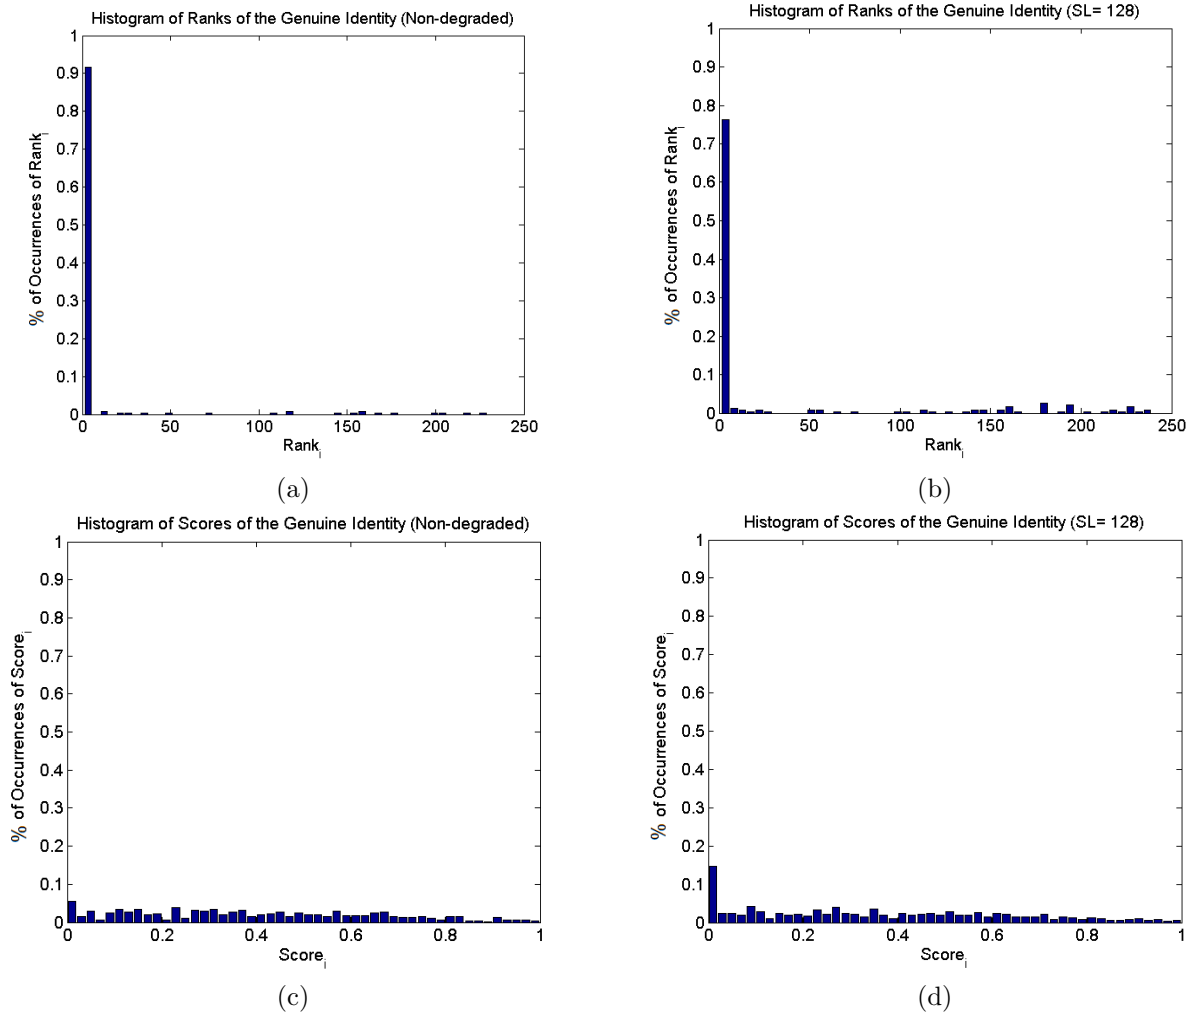 Histogram of Ranks of the Genuine Identity (Non-degraded)
% of Occurrences of Rank_i
1
0.9
0.8
0.7
0.6
0.5
0.4
0.3
0.2
0.1
0
0 50 100 150 200 250
Rank_i
(a)
Histogram of Ranks of the Genuine Identity (SL= 128)
% of Occurrences of Rank_i
1
0.9
0.8
0.7
0.6
0.5
0.4
0.3
0.2
0.1
0
0 50 100 150 200 250
Rank_i
(b)
Histogram of Scores of the Genuine Identity (Non-degraded)
% of Occurrences of Score_i
1
0.9
0.8
0.7
0.6
0.5
0.4
0.3
0.2
0.1
0
0 0.2 0.4 0.6 0.8 1
Score_i
(c)
Histogram of Scores of the Genuine Identity (SL= 128)
% of Occurrences of Score_i
1
0.9
0.8
0.7
0.6
0.5
0.4
0.3
0.2
0.1
0
0 0.2 0.4 0.6 0.8 1
Score_i
(d)